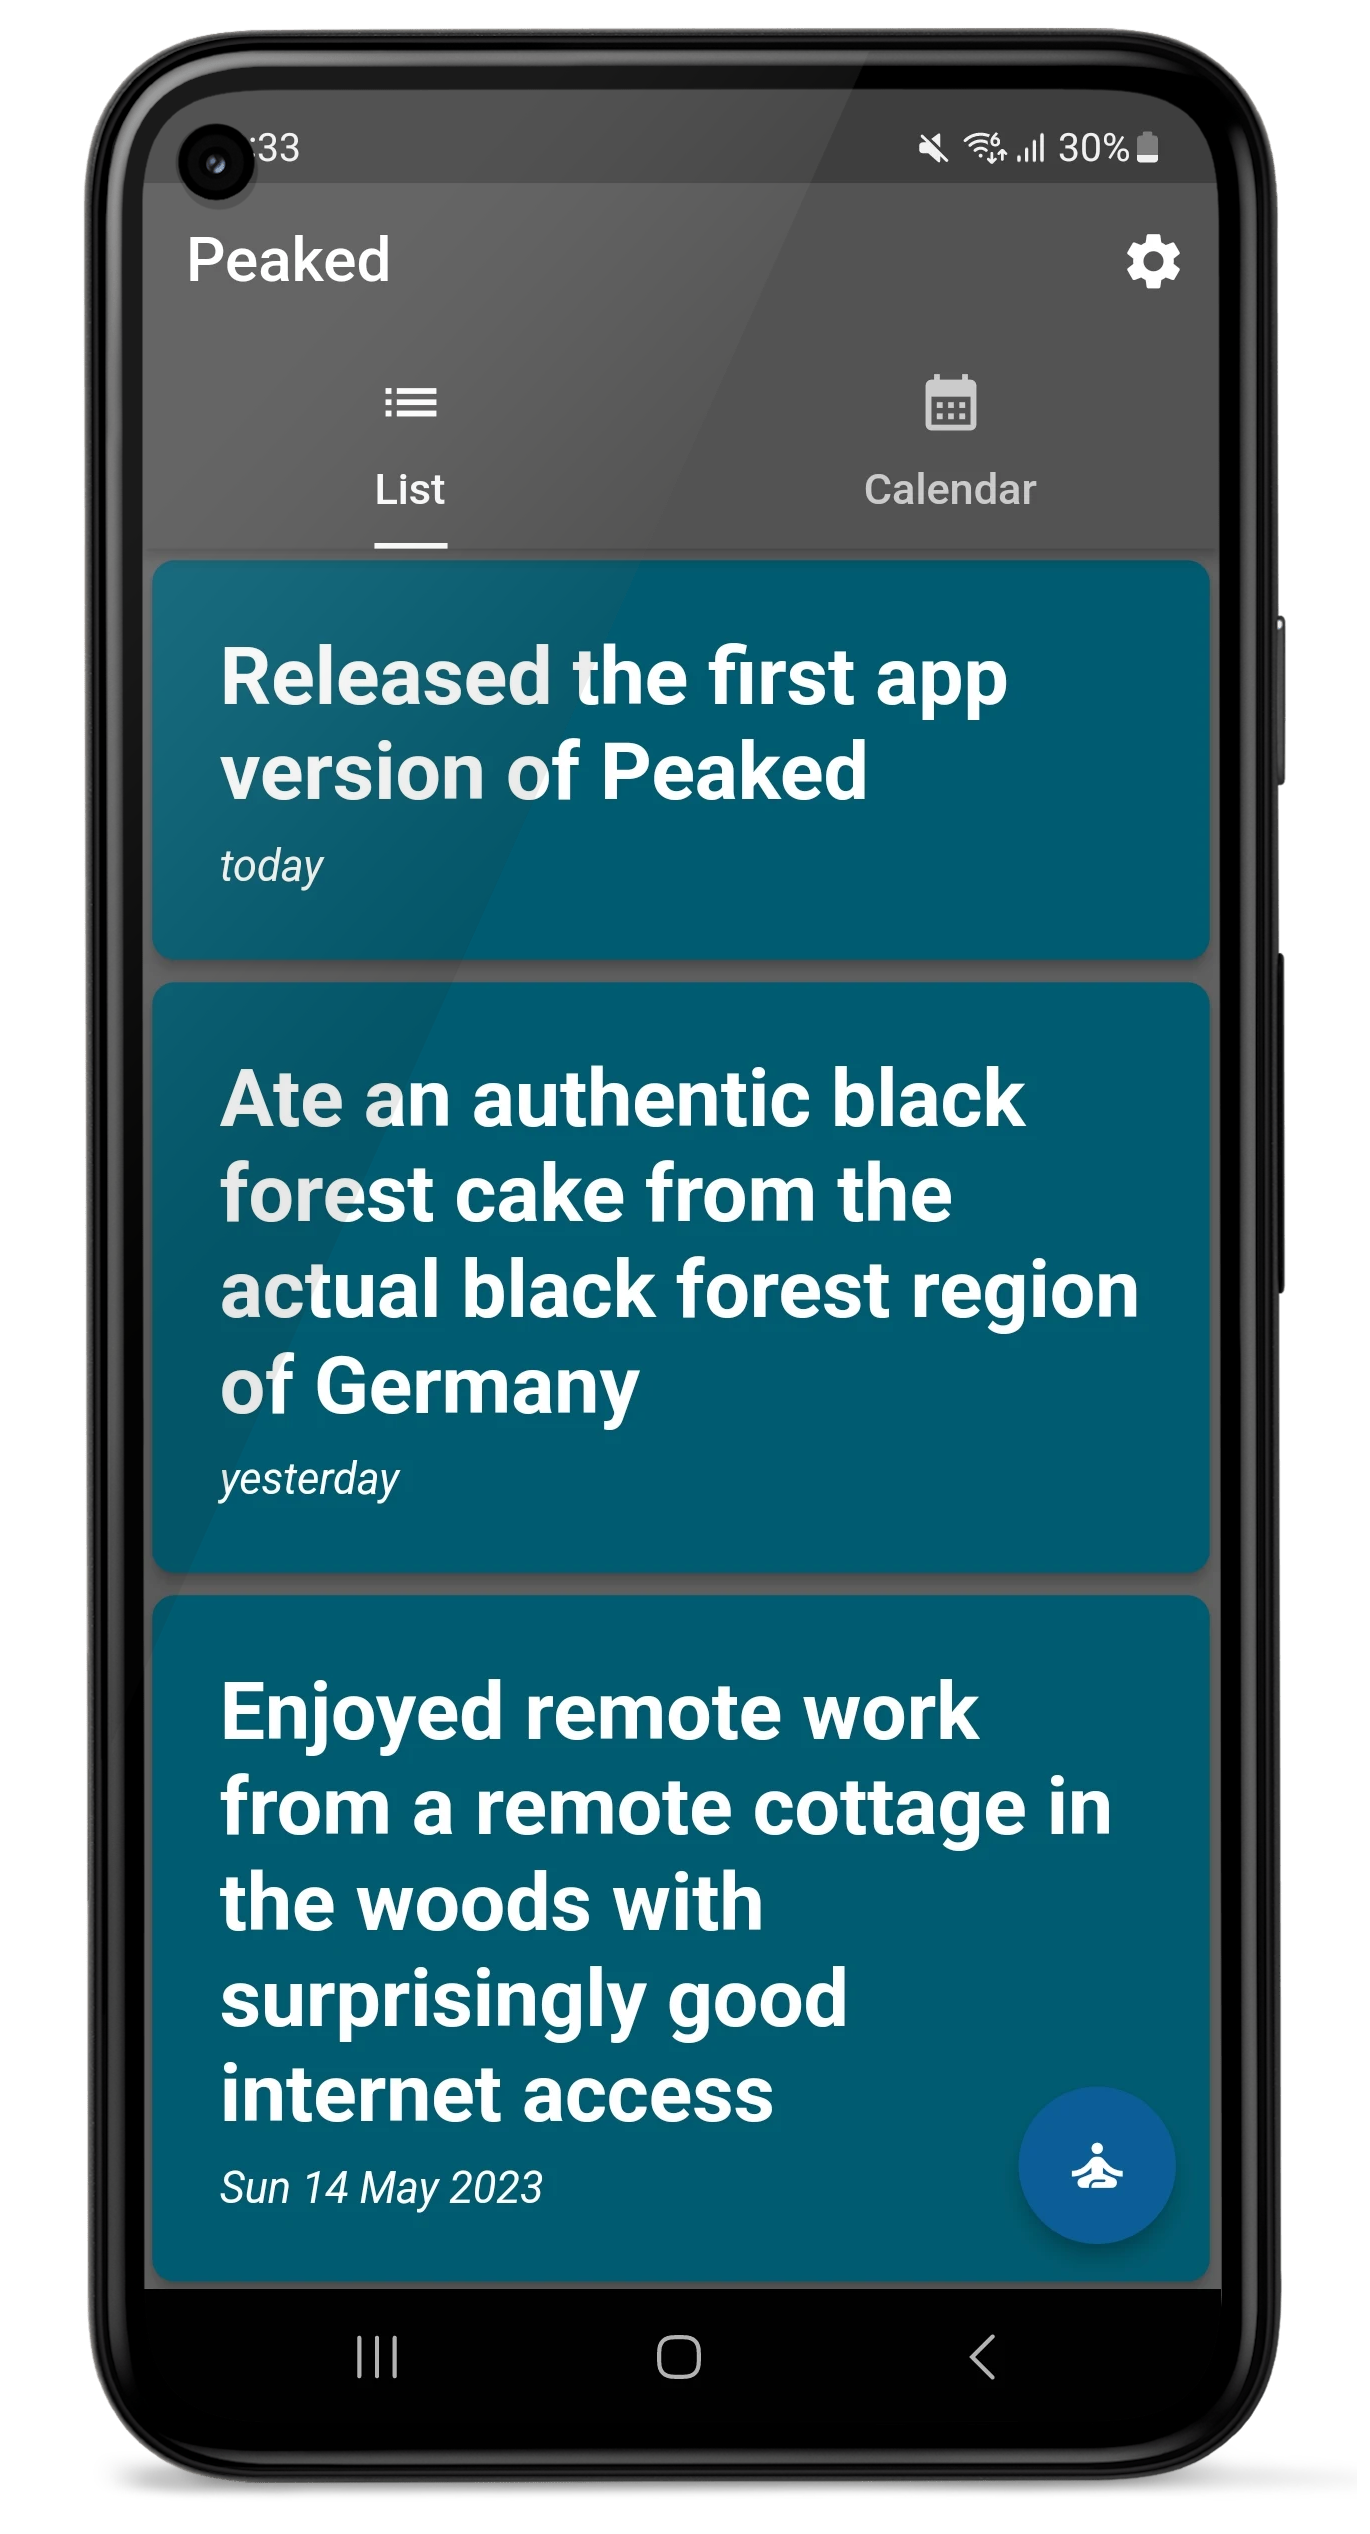 :33
30%
Peaked
List
Calendar
Released the first app
version of Peaked
today
Ate an authentic black
forest cake from the
actual black forest region
of Germany
yesterday
Enjoyed remote work
from a remote cottage in
the woods with
surprisingly good
internet access
Sun 14 May 2023